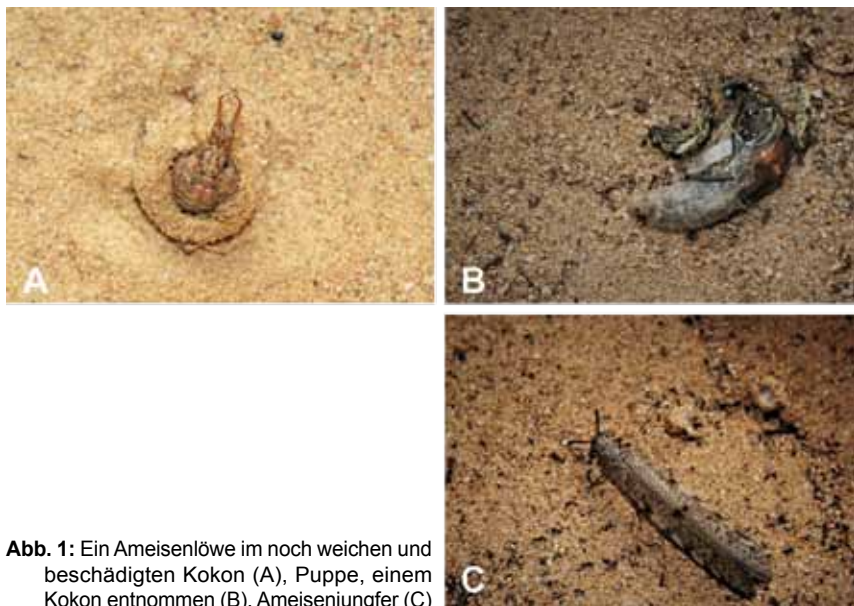 A
B
C
Abb. 1: Ein Ameisenlöwe im noch weichen und
beschädigten Kokon (A), Puppe, einem
Kokon entnommen (B), Ameisenjungfer (C)